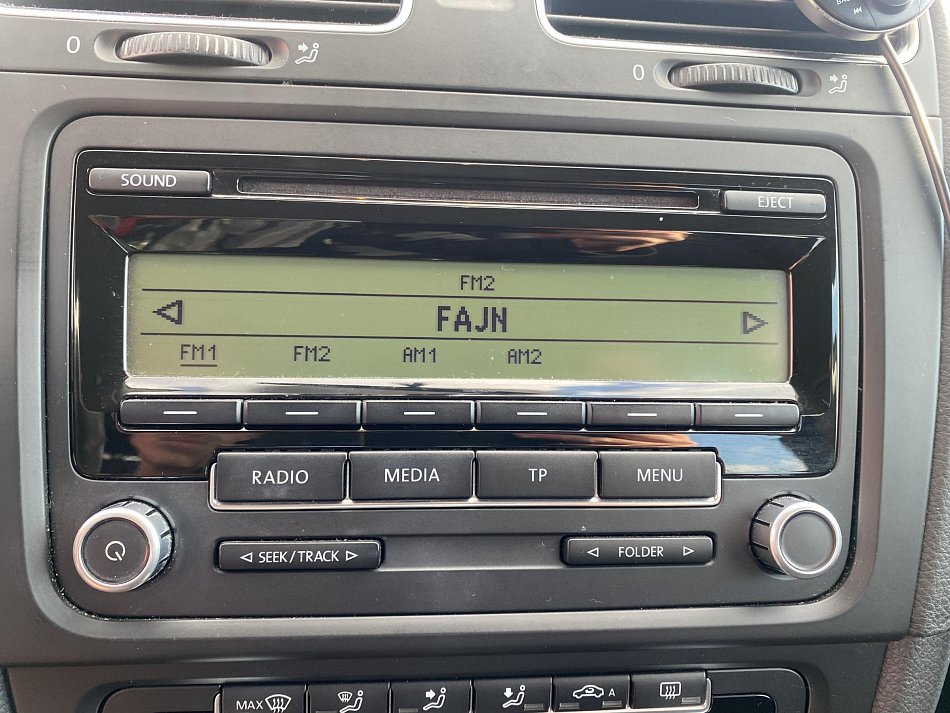 0
0
SOUND
EJECT
FM2
FAJN
FM1 FM2 AM1 AM2
RADIO MEDIA TP MENU
SEEK/TRACK
FOLDER
MAX
A